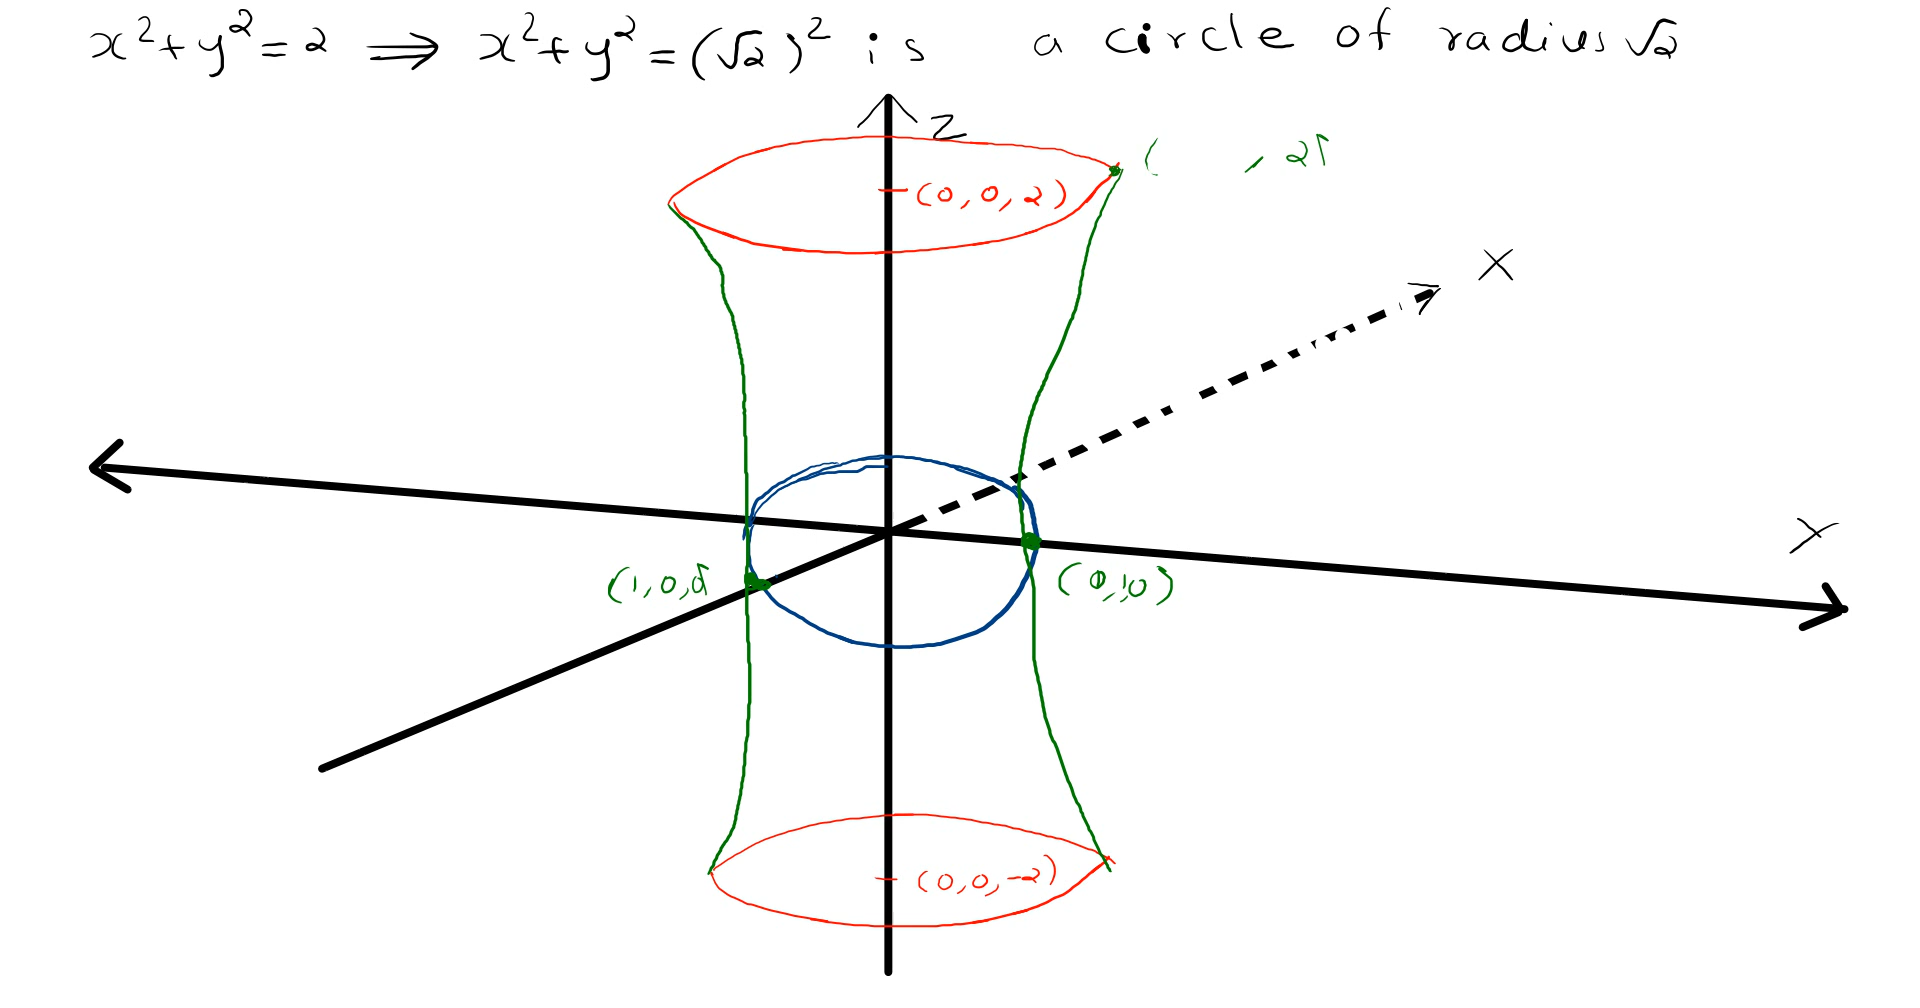 x²+y²=2 ⟹ x²+y²=(√2)² is a circle of radius √2
z
( , 2)
(0,0,2)
X
Y
(1,0,0)
(0,1,0)
(0,0,-2)